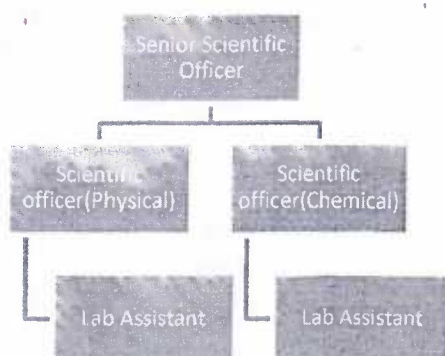 Senior Scientific
Officer
Scientific
officer(Physical)
Scientific
officer(Chemical)
Lab Assistant
Lab Assistant